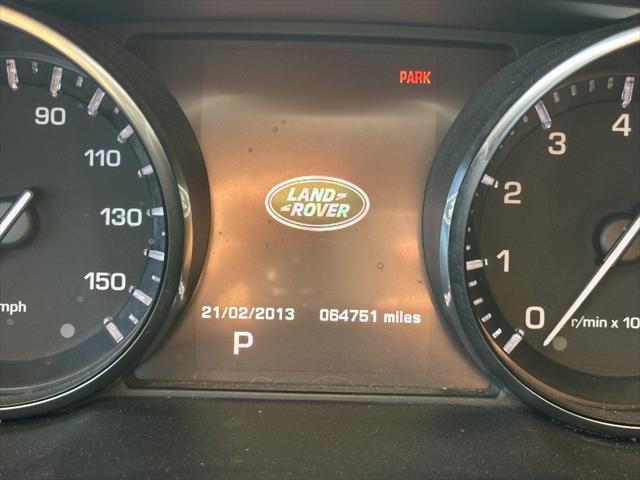 PARK
90
110
130
150
mph
LAND
ROVER
21/02/2013 064751 miles
P
4
3
2
1
0
r/min x 10